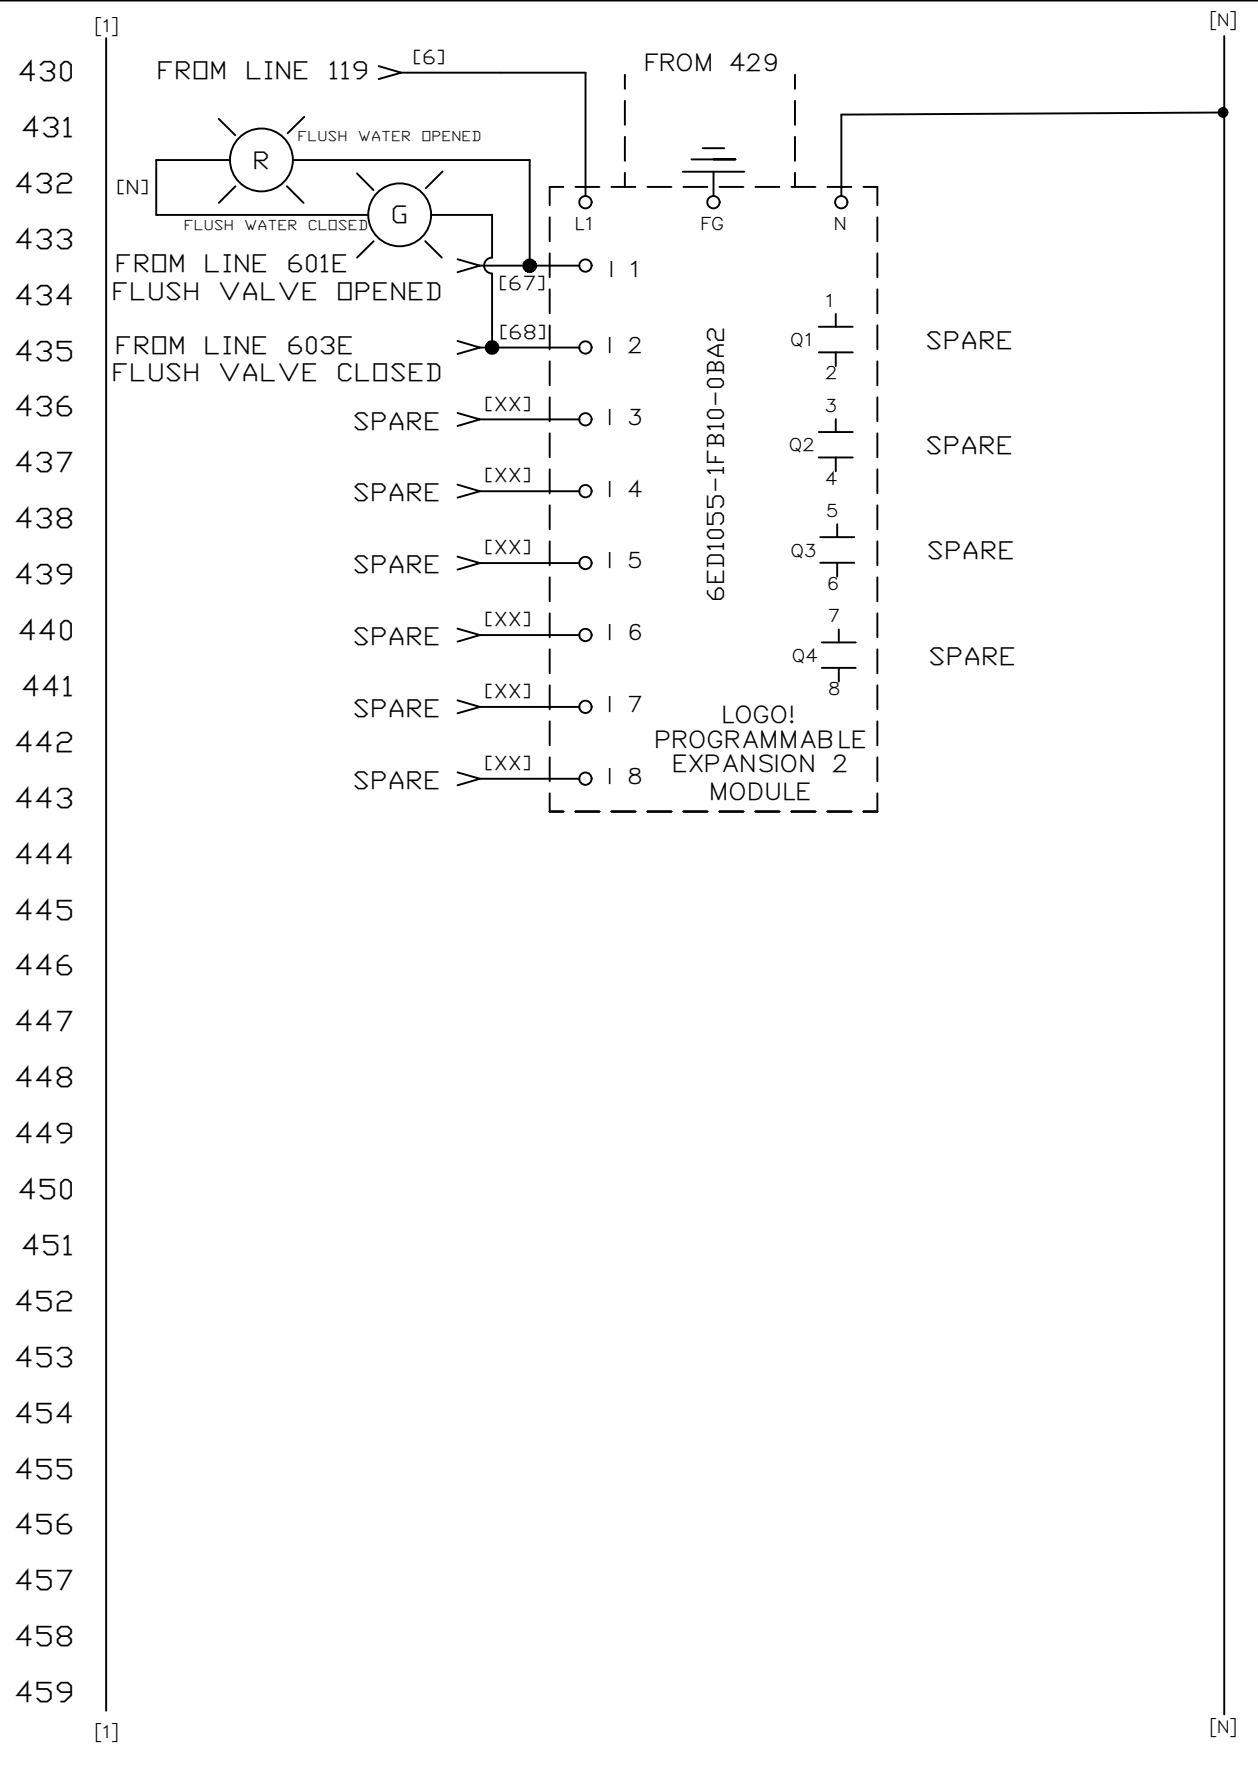 [1]
[N]
430
FROM LINE 119
[6]
FROM 429
431
FLUSH WATER OPENED
R
432
[N]
G
FLUSH WATER CLOSED
L1
FG
N
433
FROM LINE 601E
FLUSH VALVE OPENED
[67]
I 1
434
435
FROM LINE 603E
FLUSH VALVE CLOSED
[68]
I 2
6ED1055-1FB10-0BA2
1
Q1
2
SPARE
436
SPARE
[XX]
I 3
3
Q2
4
SPARE
437
SPARE
[XX]
I 4
438
5
Q3
6
SPARE
439
SPARE
[XX]
I 5
440
SPARE
[XX]
I 6
7
Q4
8
SPARE
441
SPARE
[XX]
I 7
442
LOGO!
PROGRAMMABLE
EXPANSION 2
MODULE
SPARE
[XX]
I 8
443
444
445
446
447
448
449
450
451
452
453
454
455
456
457
458
459
[1]
[N]